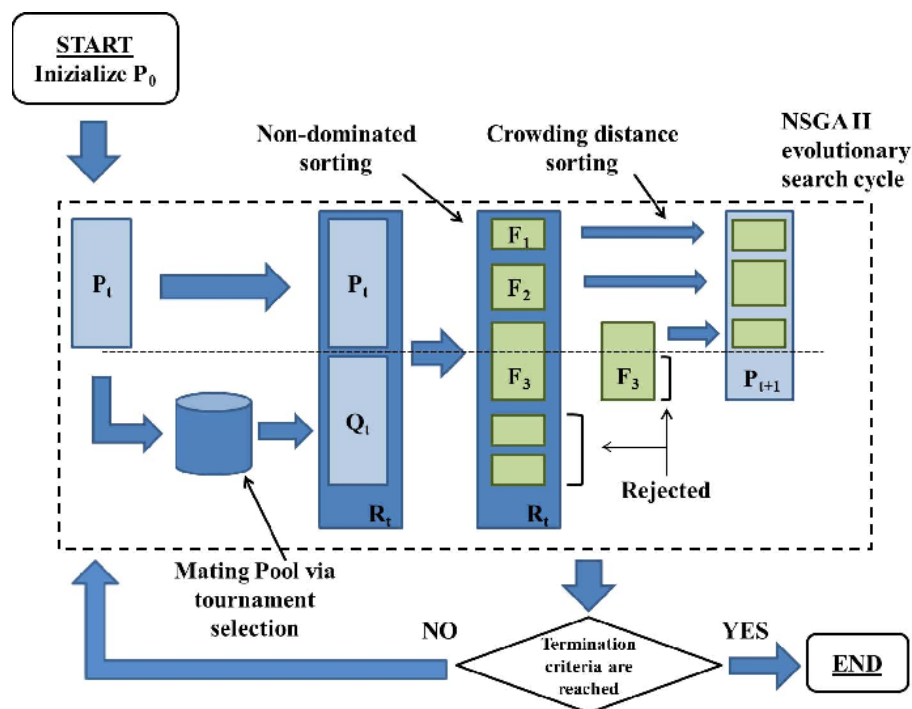 START
Inizialize P₀
Non-dominated
sorting
Crowding distance
sorting
NSGA II
evolutionary
search cycle
Pₜ
Pₜ
Qₜ
Rₜ
F₁
F₂
F₃
Rₜ
F₃
Pₜ₊₁
Rejected
Mating Pool via
tournament
selection
NO
Termination
criteria are
reached
YES
END